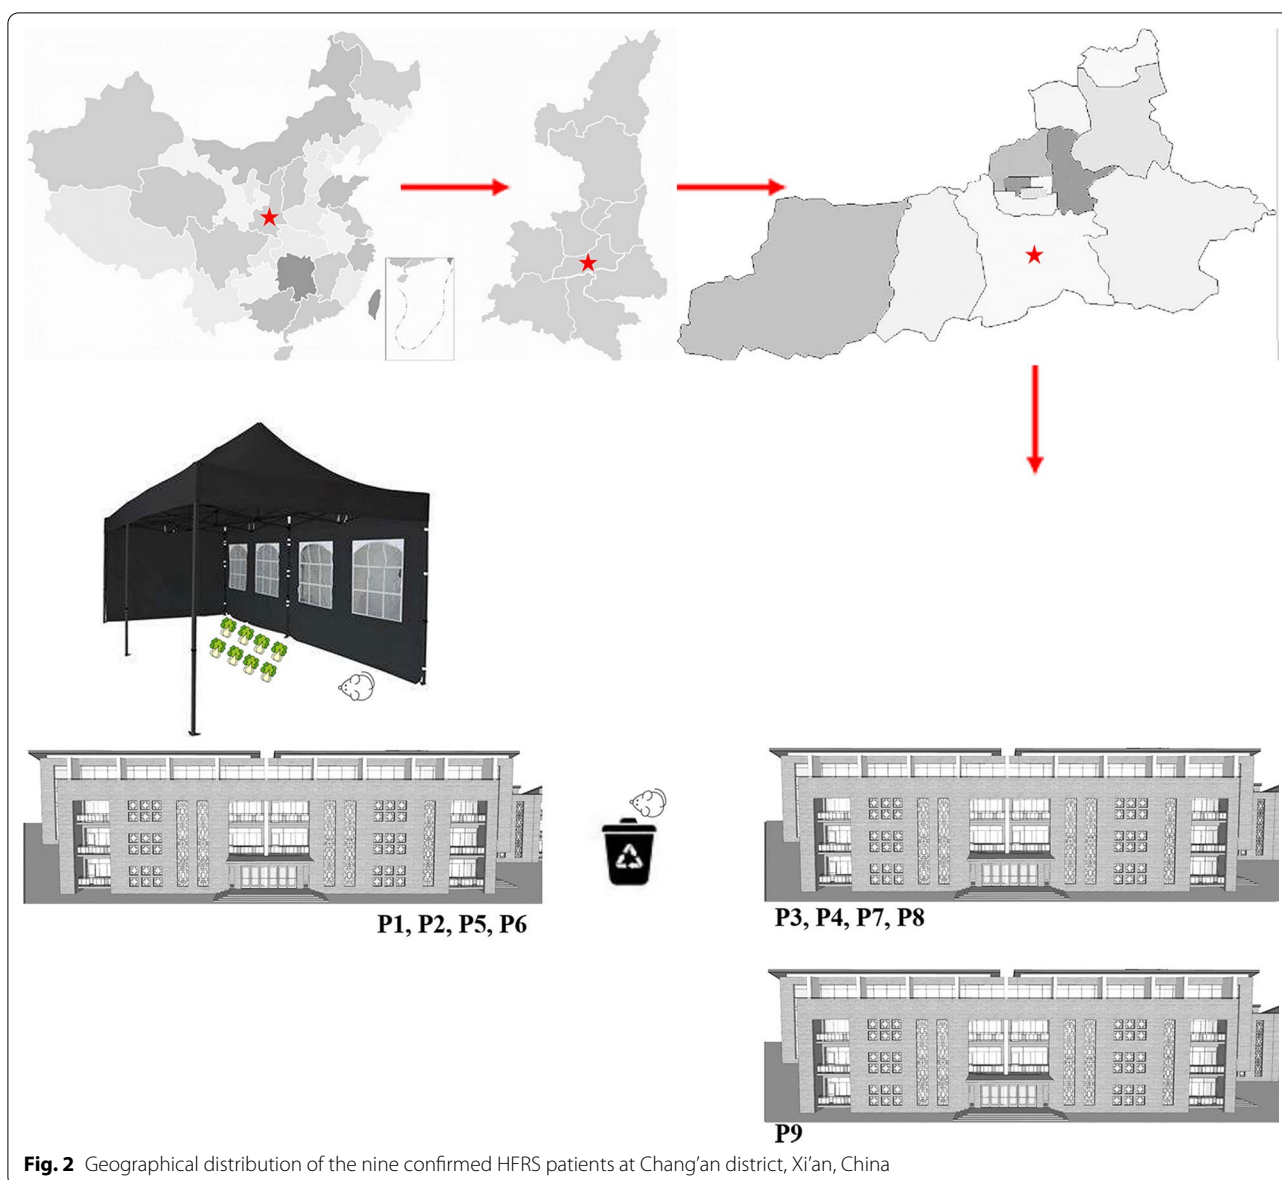 P1, P2, P5, P6
P3, P4, P7, P8
P9
Fig. 2 Geographical distribution of the nine confirmed HFRS patients at Chang’an district, Xi’an, China